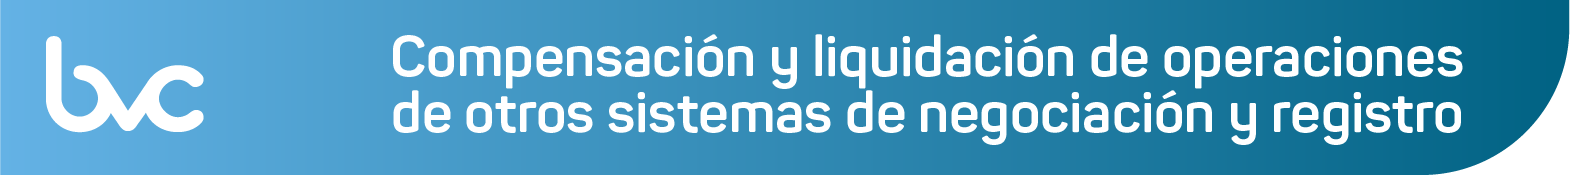 bvc
Compensación y liquidación de operaciones
de otros sistemas de negociación y registro